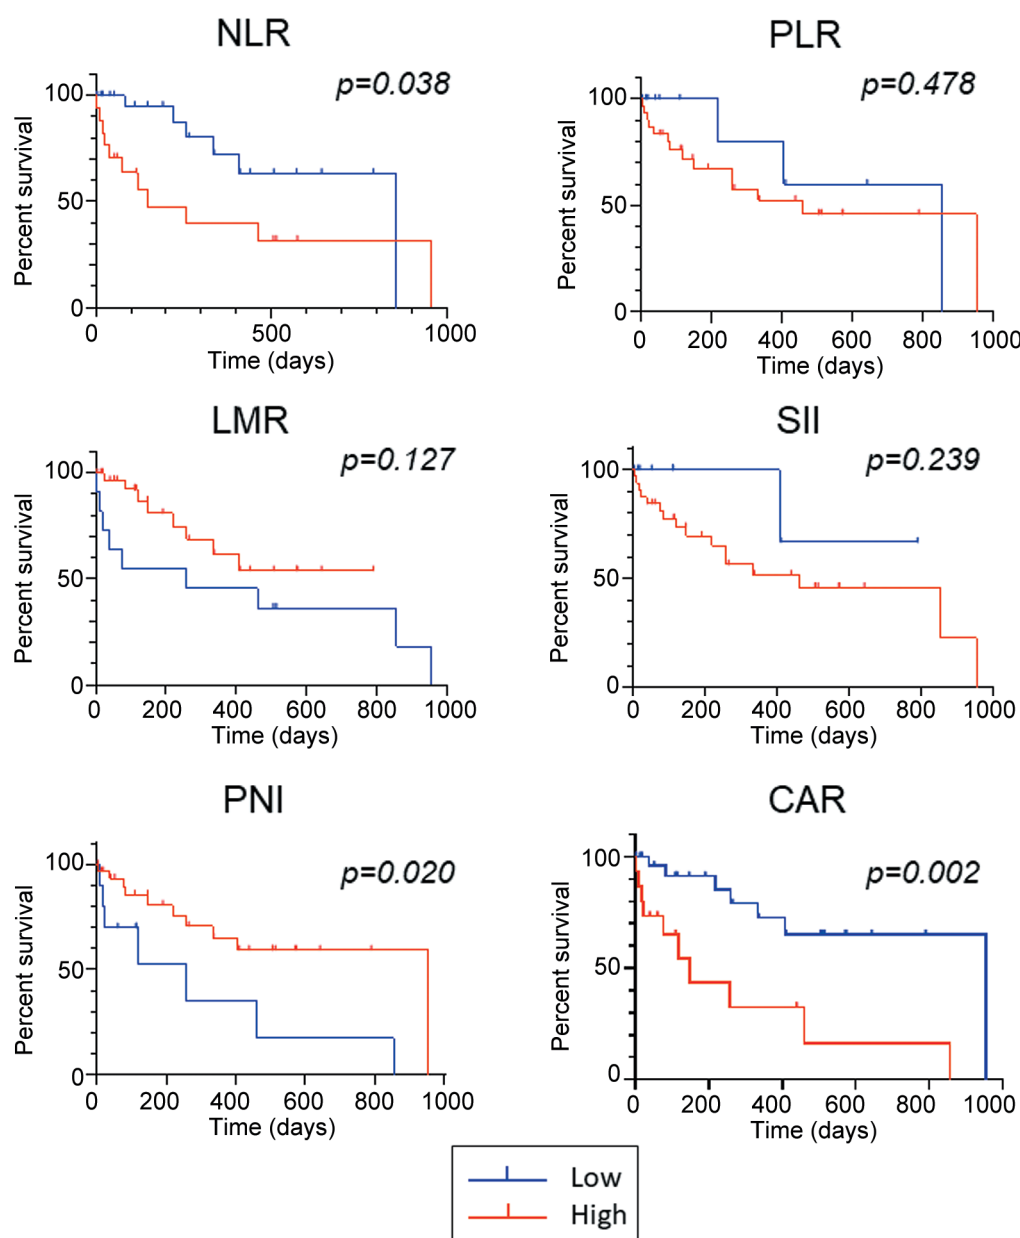 NLR
p=0.038
100
50
0
Percent survival
0 500 1000
Time (days)
PLR
p=0.478
100
50
0
Percent survival
0 200 400 600 800 1000
Time (days)
LMR
p=0.127
100
50
0
Percent survival
0 200 400 600 800 1000
Time (days)
SII
p=0.239
100
50
0
Percent survival
0 200 400 600 800 1000
Time (days)
PNI
p=0.020
100
50
0
Percent survival
0 200 400 600 800 1000
Time (days)
CAR
p=0.002
100
50
0
Percent survival
0 200 400 600 800 1000
Time (days)
Low
High